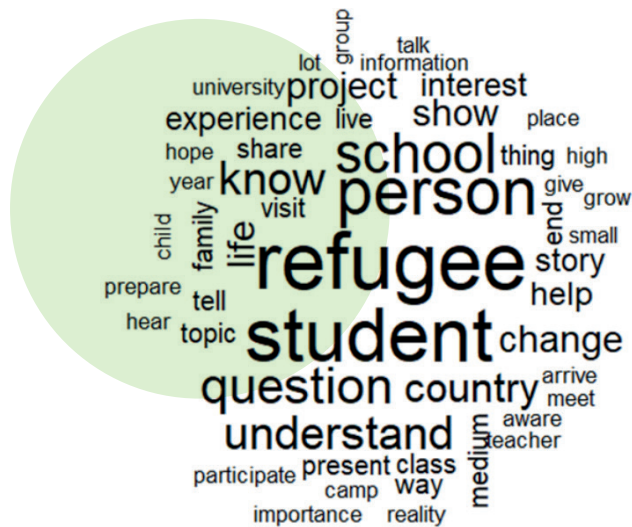 group
talk
lot information
university project interest
experience live show place
hope share school thing high
year know person give grow
child family life visit end small
refugee story
prepare tell help
hear topic student change
question country arrive
meet
understand medium aware
teacher
participate present class
camp way
importance reality